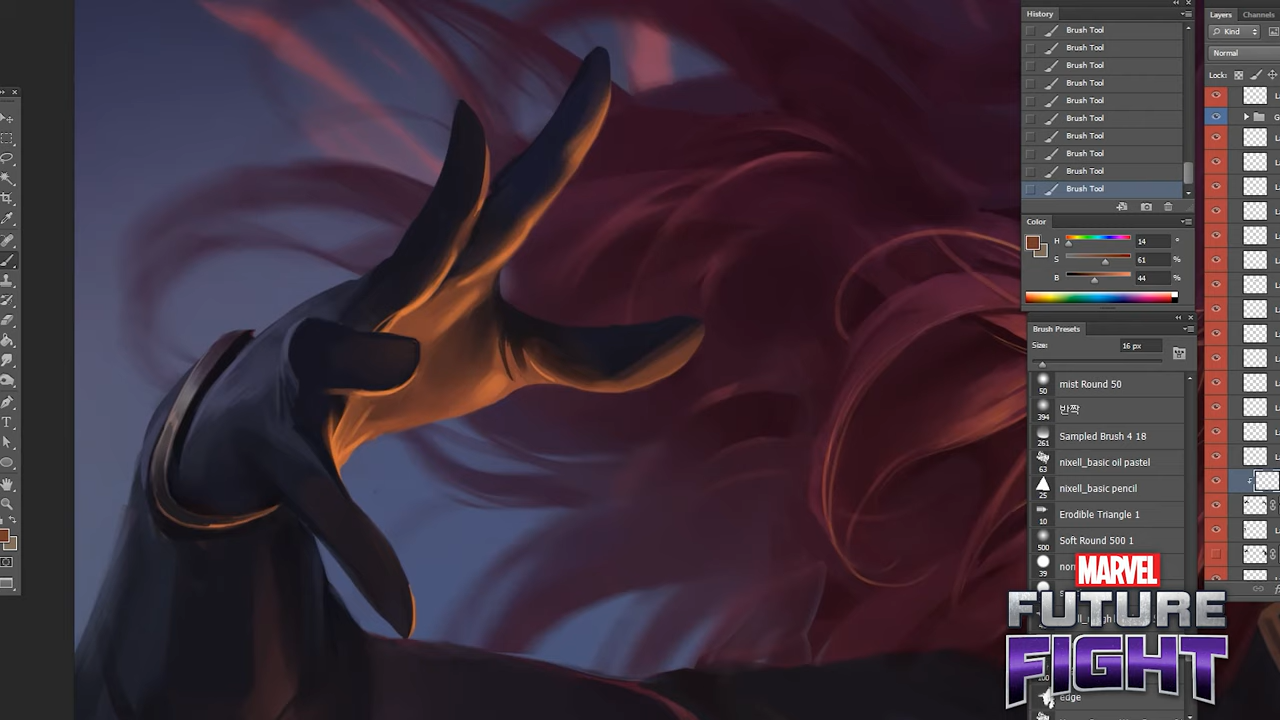 History
Brush Tool
Brush Tool
Brush Tool
Brush Tool
Brush Tool
Brush Tool
Brush Tool
Brush Tool
Brush Tool
Brush Tool
Color
H 14 °
S 61 %
B 44 %
Brush Presets
Size: 16 px
50 mist Round 50
394 반짝
261 Sampled Brush 4 18
63 nixell_basic oil pastel
25 nixell_basic pencil
10 Erodible Triangle 1
500 Soft Round 500 1
39
edge
Layers Channels
Kind
Normal
Lock:
MARVEL
FUTURE
FIGHT